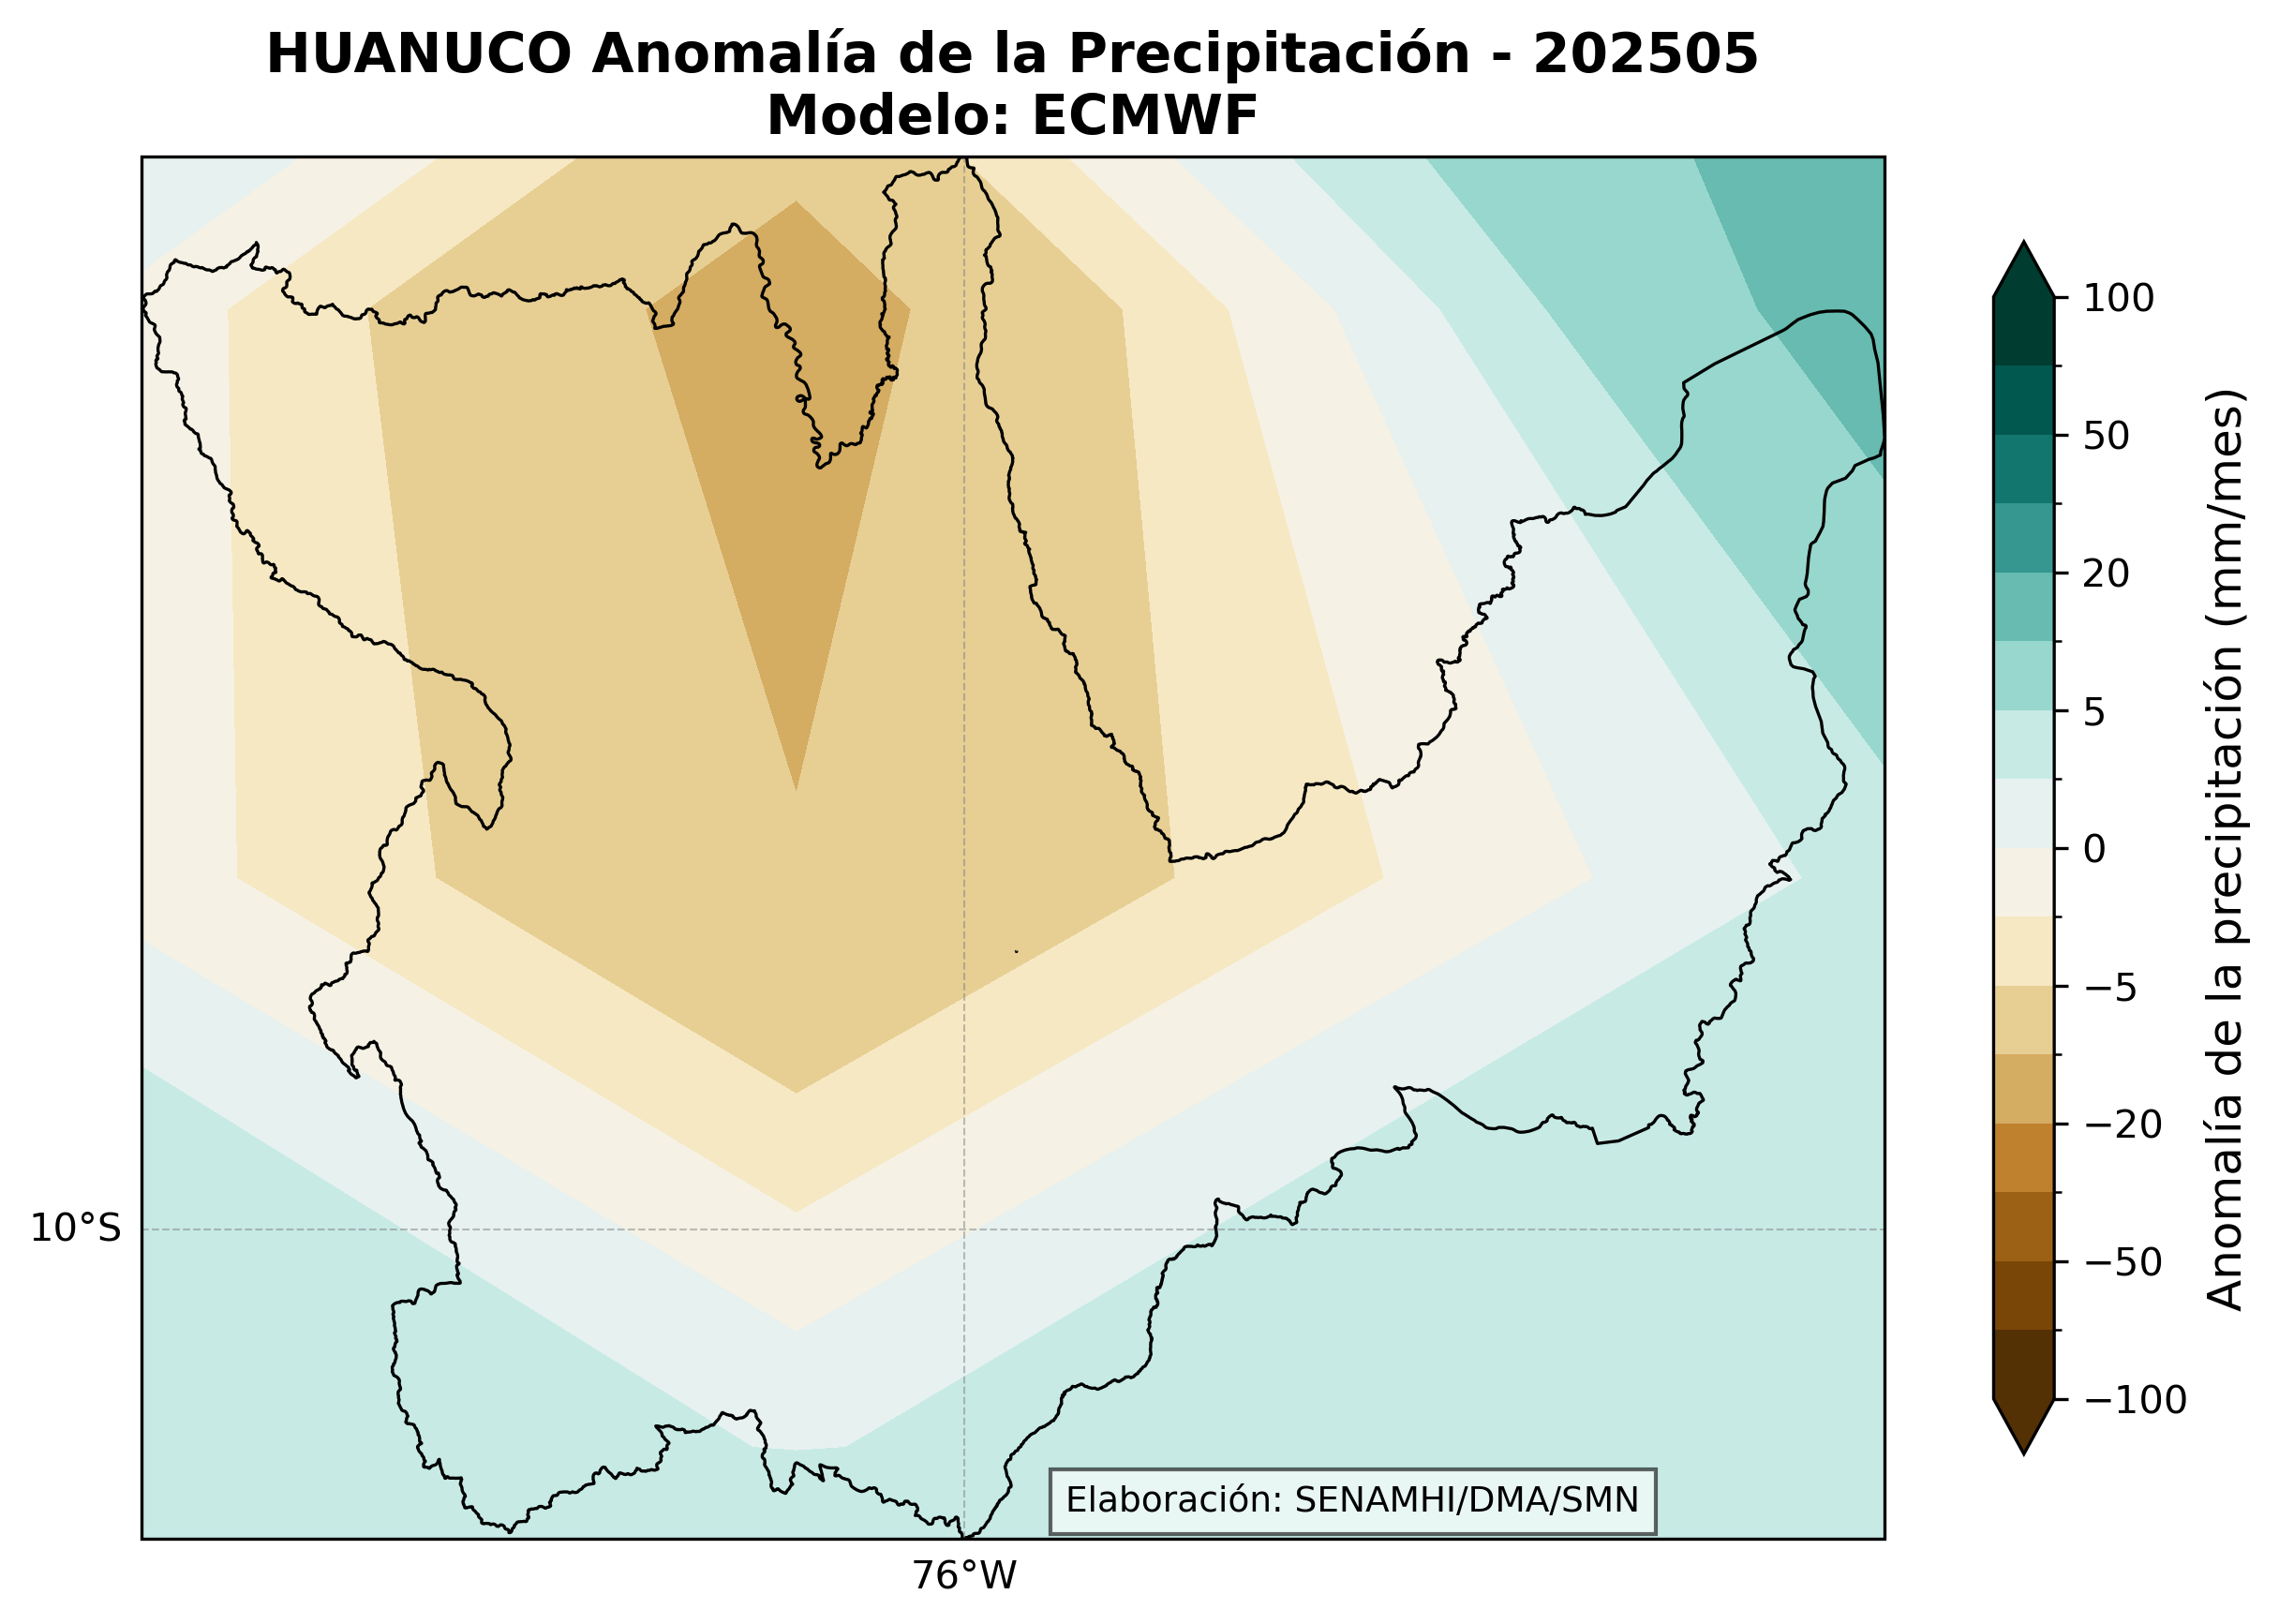 HUANUCO Anomalía de la Precipitación - 202505
Modelo: ECMWF
100
50
20
5
0
−5
−20
−50
−100
Anomalía de la precipitación (mm/mes)
10°S
Elaboración: SENAMHI/DMA/SMN
76°W